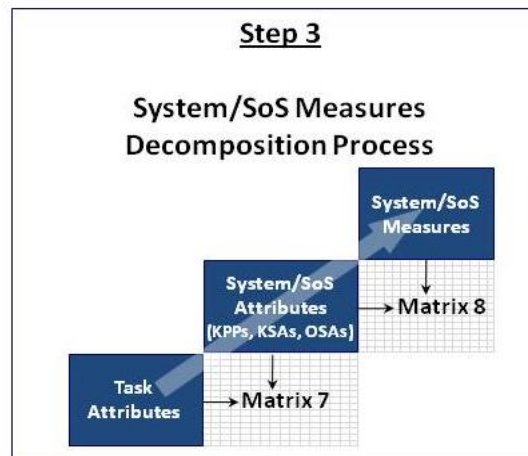 Step 3
System/SoS Measures
Decomposition Process
System/SoS
Measures
System/SoS
Attributes
(KPPs, KSAs, OSAs)
Matrix 8
Task
Attributes
Matrix 7